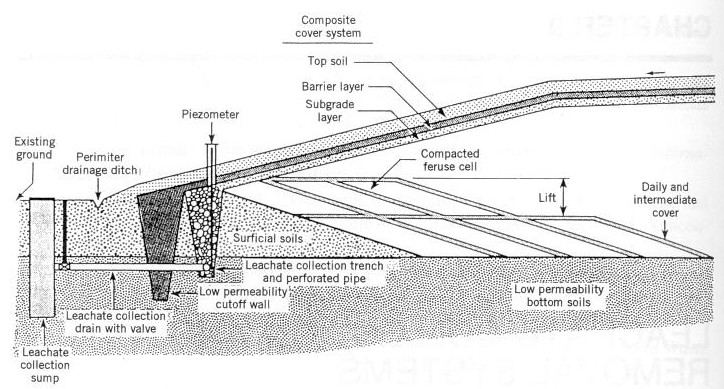 Composite
cover system
Top soil
Barrier layer
Subgrade
layer
Piezometer
Existing
ground
Perimiter
drainage ditch
Compacted
feruse cell
Lift
Daily and
intermediate
cover
Surficial soils
Leachate collection trench
and perforated pipe
Low permeability
cutoff wall
Low permeability
bottom soils
Leachate collection
drain with valve
Leachate
collection
sump
CHAPTER
LEACHATE
REMOVAL SYSTEMS